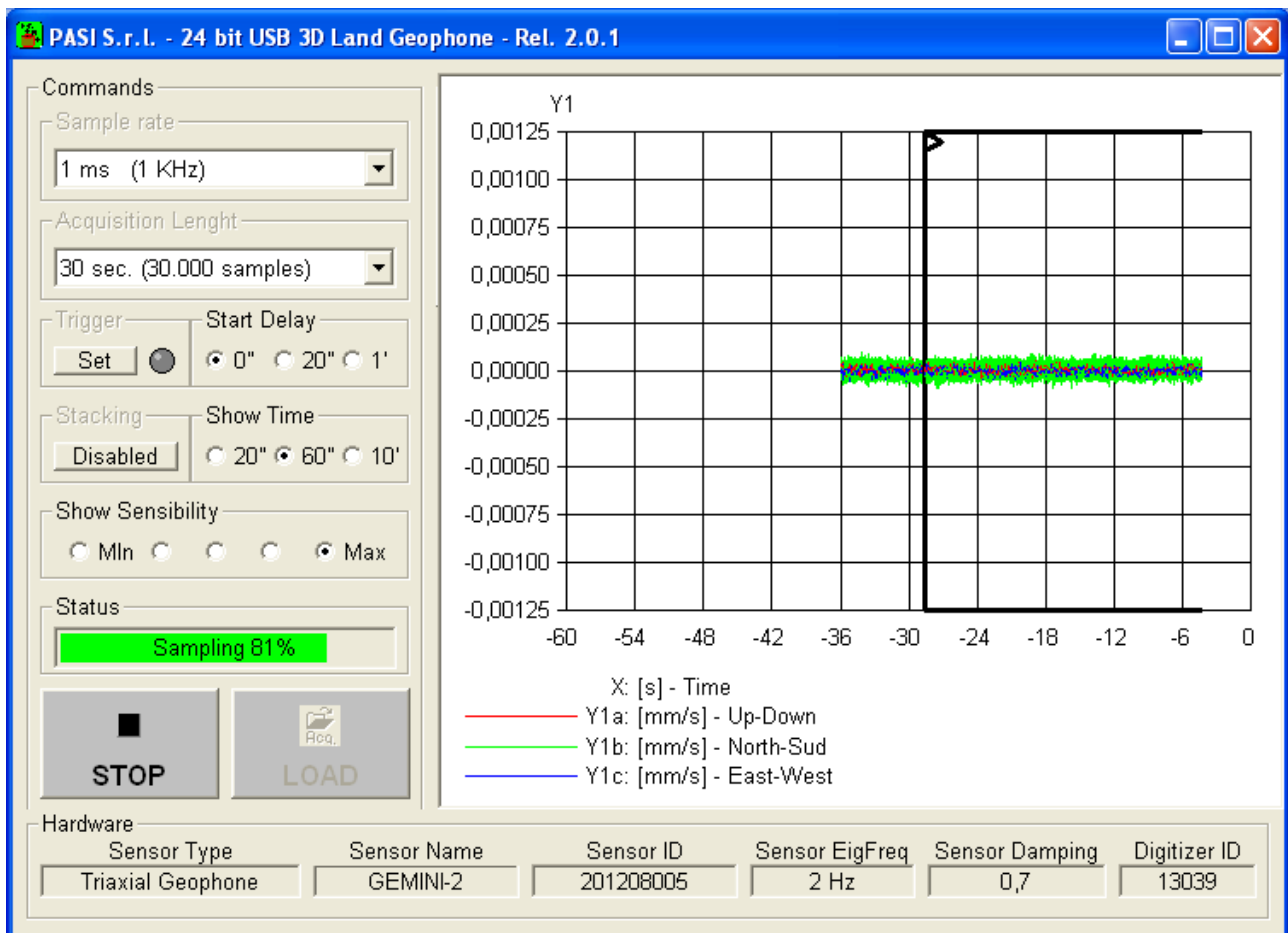 PASI S.r.l. - 24 bit USB 3D Land Geophone - Rel. 2.0.1
Commands
Sample rate
1 ms (1 KHz)
Acquisition Lenght
30 sec. (30.000 samples)
Trigger
Set
Start Delay
0" 20" 1'
Stacking
Disabled
Show Time
20" 60" 10'
Show Sensibility
MIn Max
Status
Sampling 81%
STOP
Acq.
LOAD
Y1
0,00125
0,00100
0,00075
0,00050
0,00025
0,00000
-0,00025
-0,00050
-0,00075
-0,00100
-0,00125
-60 -54 -48 -42 -36 -30 -24 -18 -12 -6 0
X: [s] - Time
Y1a: [mm/s] - Up-Down
Y1b: [mm/s] - North-Sud
Y1c: [mm/s] - East-West
Hardware
Sensor Type Sensor Name Sensor ID Sensor EigFreq Sensor Damping Digitizer ID
Triaxial Geophone GEMINI-2 201208005 2 Hz 0,7 13039